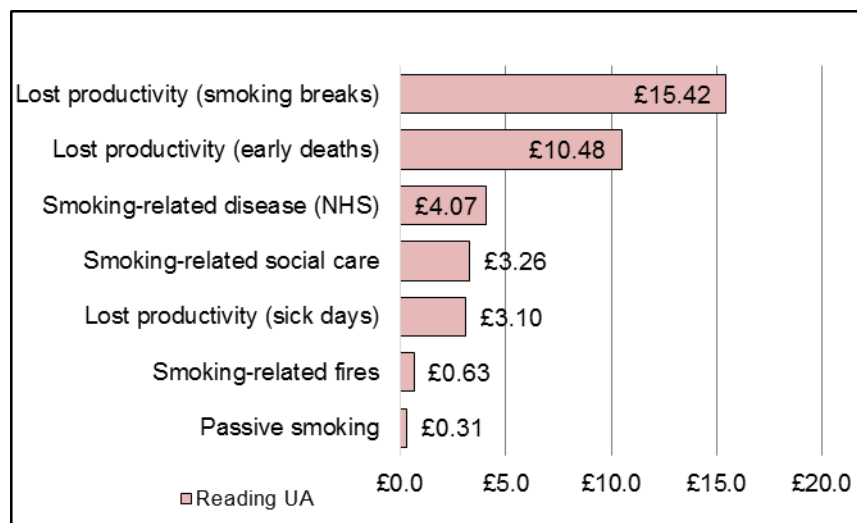 Lost productivity (smoking breaks) £15.42
Lost productivity (early deaths) £10.48
Smoking-related disease (NHS) £4.07
Smoking-related social care £3.26
Lost productivity (sick days) £3.10
Smoking-related fires £0.63
Passive smoking £0.31
£0.0 £5.0 £10.0 £15.0 £20.0
Reading UA